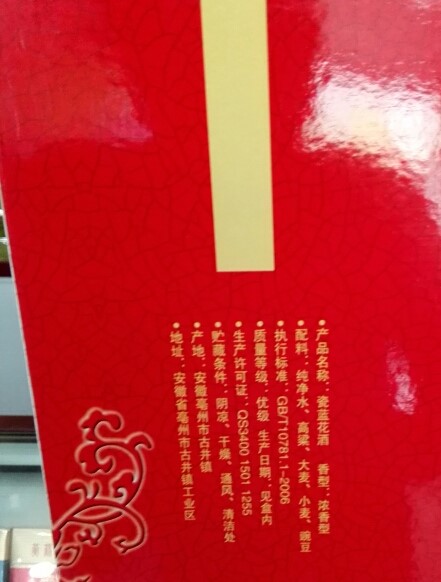 •产品名称：瓷蓝花酒 香型：浓香型
•配料：纯净水、高粱、大麦、小麦、豌豆
•执行标准：GB/T10781.1-2006
•质量等级：优级 生产日期：见盒内
•生产许可证：QS3400 1501 1255
•贮藏条件：阴凉、干燥、通风、清洁处
•产地：安徽亳州市古井镇
•地址：安徽省亳州市古井镇工业区